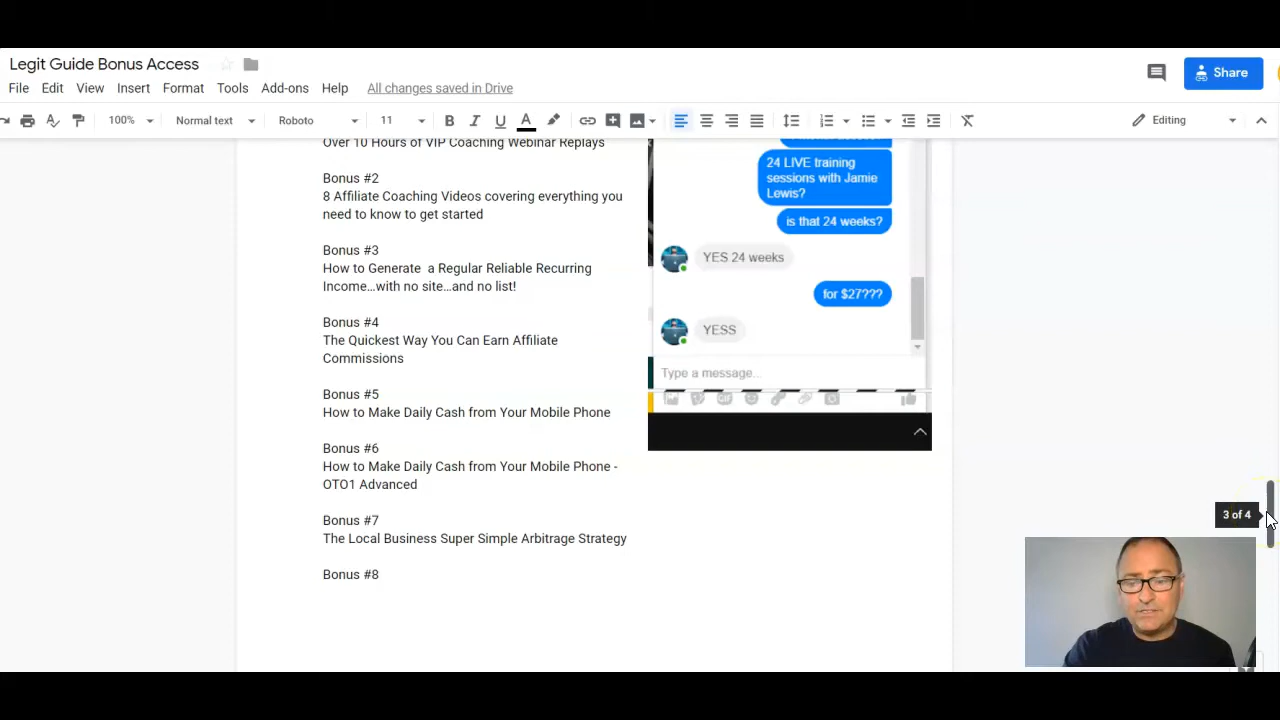 Legit Guide Bonus Access
File Edit View Insert Format Tools Add-ons Help All changes saved in Drive
Share
100% Normal text Roboto 11 Editing
Over 10 Hours of VIP Coaching Webinar Replays
Bonus #2
8 Affiliate Coaching Videos covering everything you
need to know to get started
Bonus #3
How to Generate a Regular Reliable Recurring
Income…with no site…and no list!
Bonus #4
The Quickest Way You Can Earn Affiliate
Commissions
Bonus #5
How to Make Daily Cash from Your Mobile Phone
Bonus #6
How to Make Daily Cash from Your Mobile Phone -
OTO1 Advanced
Bonus #7
The Local Business Super Simple Arbitrage Strategy
Bonus #8
24 LIVE training
sessions with Jamie
Lewis?
is that 24 weeks?
YES 24 weeks
for $27???
YESS
Type a message...
GIF
3 of 4